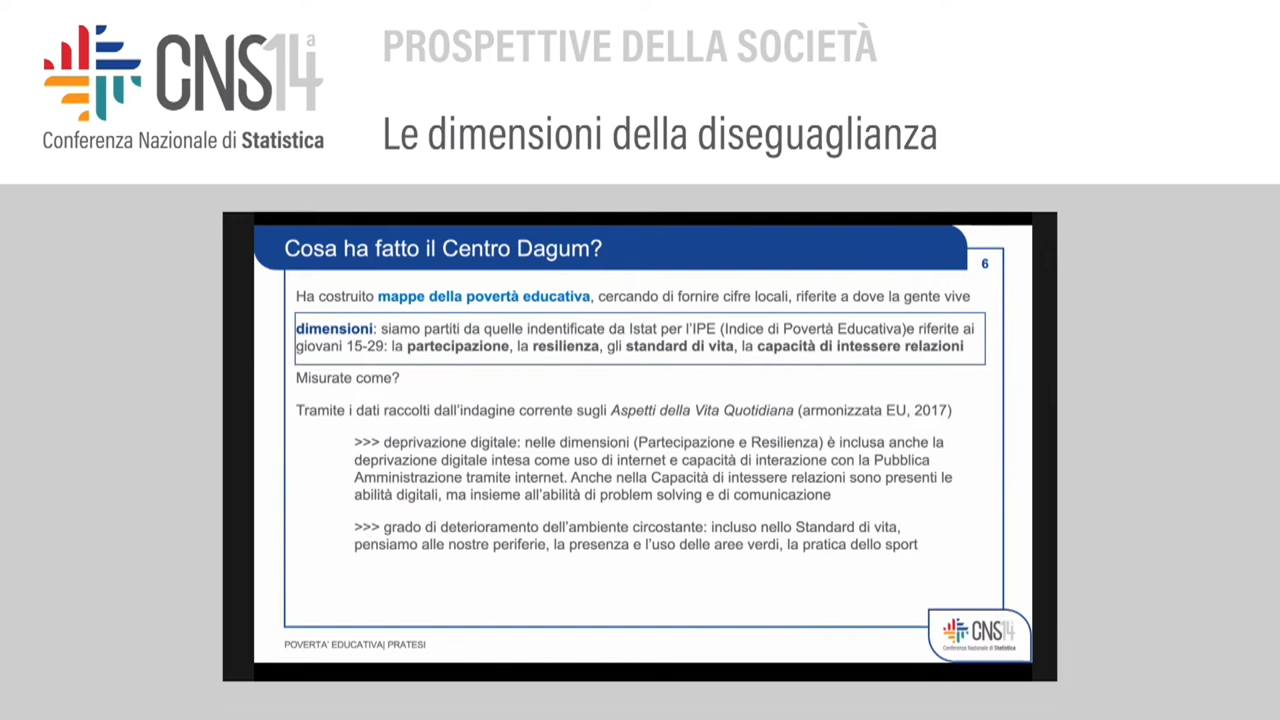 CNS14a
Conferenza Nazionale di Statistica
PROSPETTIVE DELLA SOCIETÀ
Le dimensioni della diseguaglianza
Cosa ha fatto il Centro Dagum?
6
Ha costruito mappe della povertà educativa, cercando di fornire cifre locali, riferite a dove la gente vive
dimensioni: siamo partiti da quelle indentificate da Istat per l'IPE (Indice di Povertà Educativa)e riferite ai
giovani 15-29: la partecipazione, la resilienza, gli standard di vita, la capacità di intessere relazioni
Misurate come?
Tramite i dati raccolti dall'indagine corrente sugli Aspetti della Vita Quotidiana (armonizzata EU, 2017)
>>> deprivazione digitale: nelle dimensioni (Partecipazione e Resilienza) è inclusa anche la
deprivazione digitale intesa come uso di internet e capacità di interazione con la Pubblica
Amministrazione tramite internet. Anche nella Capacità di intessere relazioni sono presenti le
abilità digitali, ma insieme all'abilità di problem solving e di comunicazione
>>> grado di deterioramento dell'ambiente circostante: incluso nello Standard di vita,
pensiamo alle nostre periferie, la presenza e l'uso delle aree verdi, la pratica dello sport
POVERTA' EDUCATIVA| PRATESI
CNS14
Conferenza Nazionale di Statistica